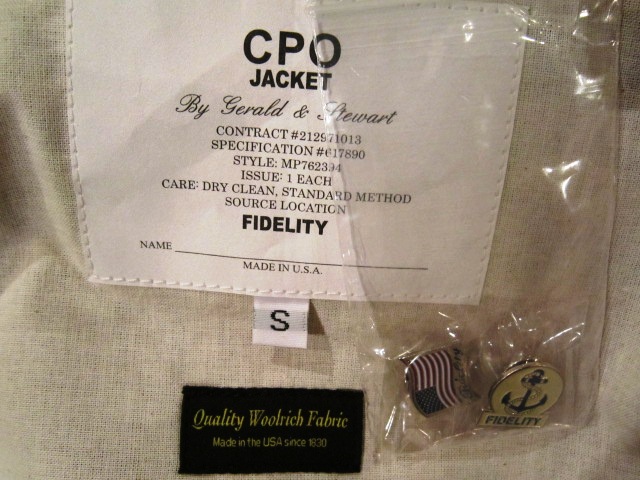 CPO
JACKET
By Gerald & Stewart
CONTRACT #212971013
SPECIFICATION #617890
STYLE: MP762394
ISSUE: 1 EACH
CARE: DRY CLEAN, STANDARD METHOD
SOURCE LOCATION
FIDELITY
NAME
MADE IN U.S.A.
S
FIDELITY
Quality Woolrich Fabric
Made in the USA since 1830